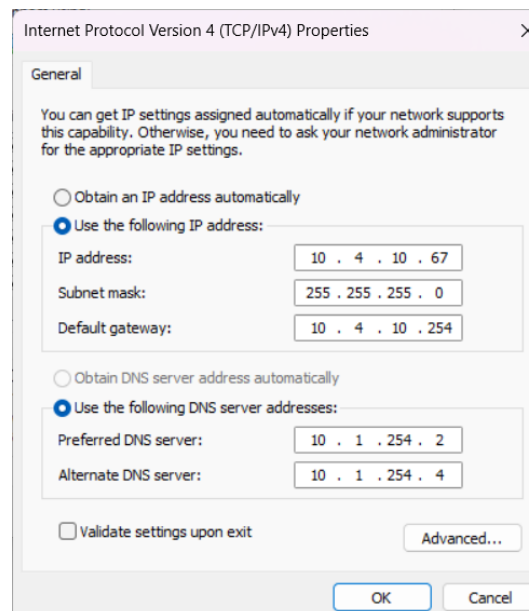 Internet Protocol Version 4 (TCP/IPv4) Properties
General
You can get IP settings assigned automatically if your network supports
this capability. Otherwise, you need to ask your network administrator
for the appropriate IP settings.
Obtain an IP address automatically
Use the following IP address:
IP address: 10 . 4 . 10 . 67
Subnet mask: 255 . 255 . 255 . 0
Default gateway: 10 . 4 . 10 . 254
Obtain DNS server address automatically
Use the following DNS server addresses:
Preferred DNS server: 10 . 1 . 254 . 2
Alternate DNS server: 10 . 1 . 254 . 4
Validate settings upon exit
Advanced...
OK Cancel